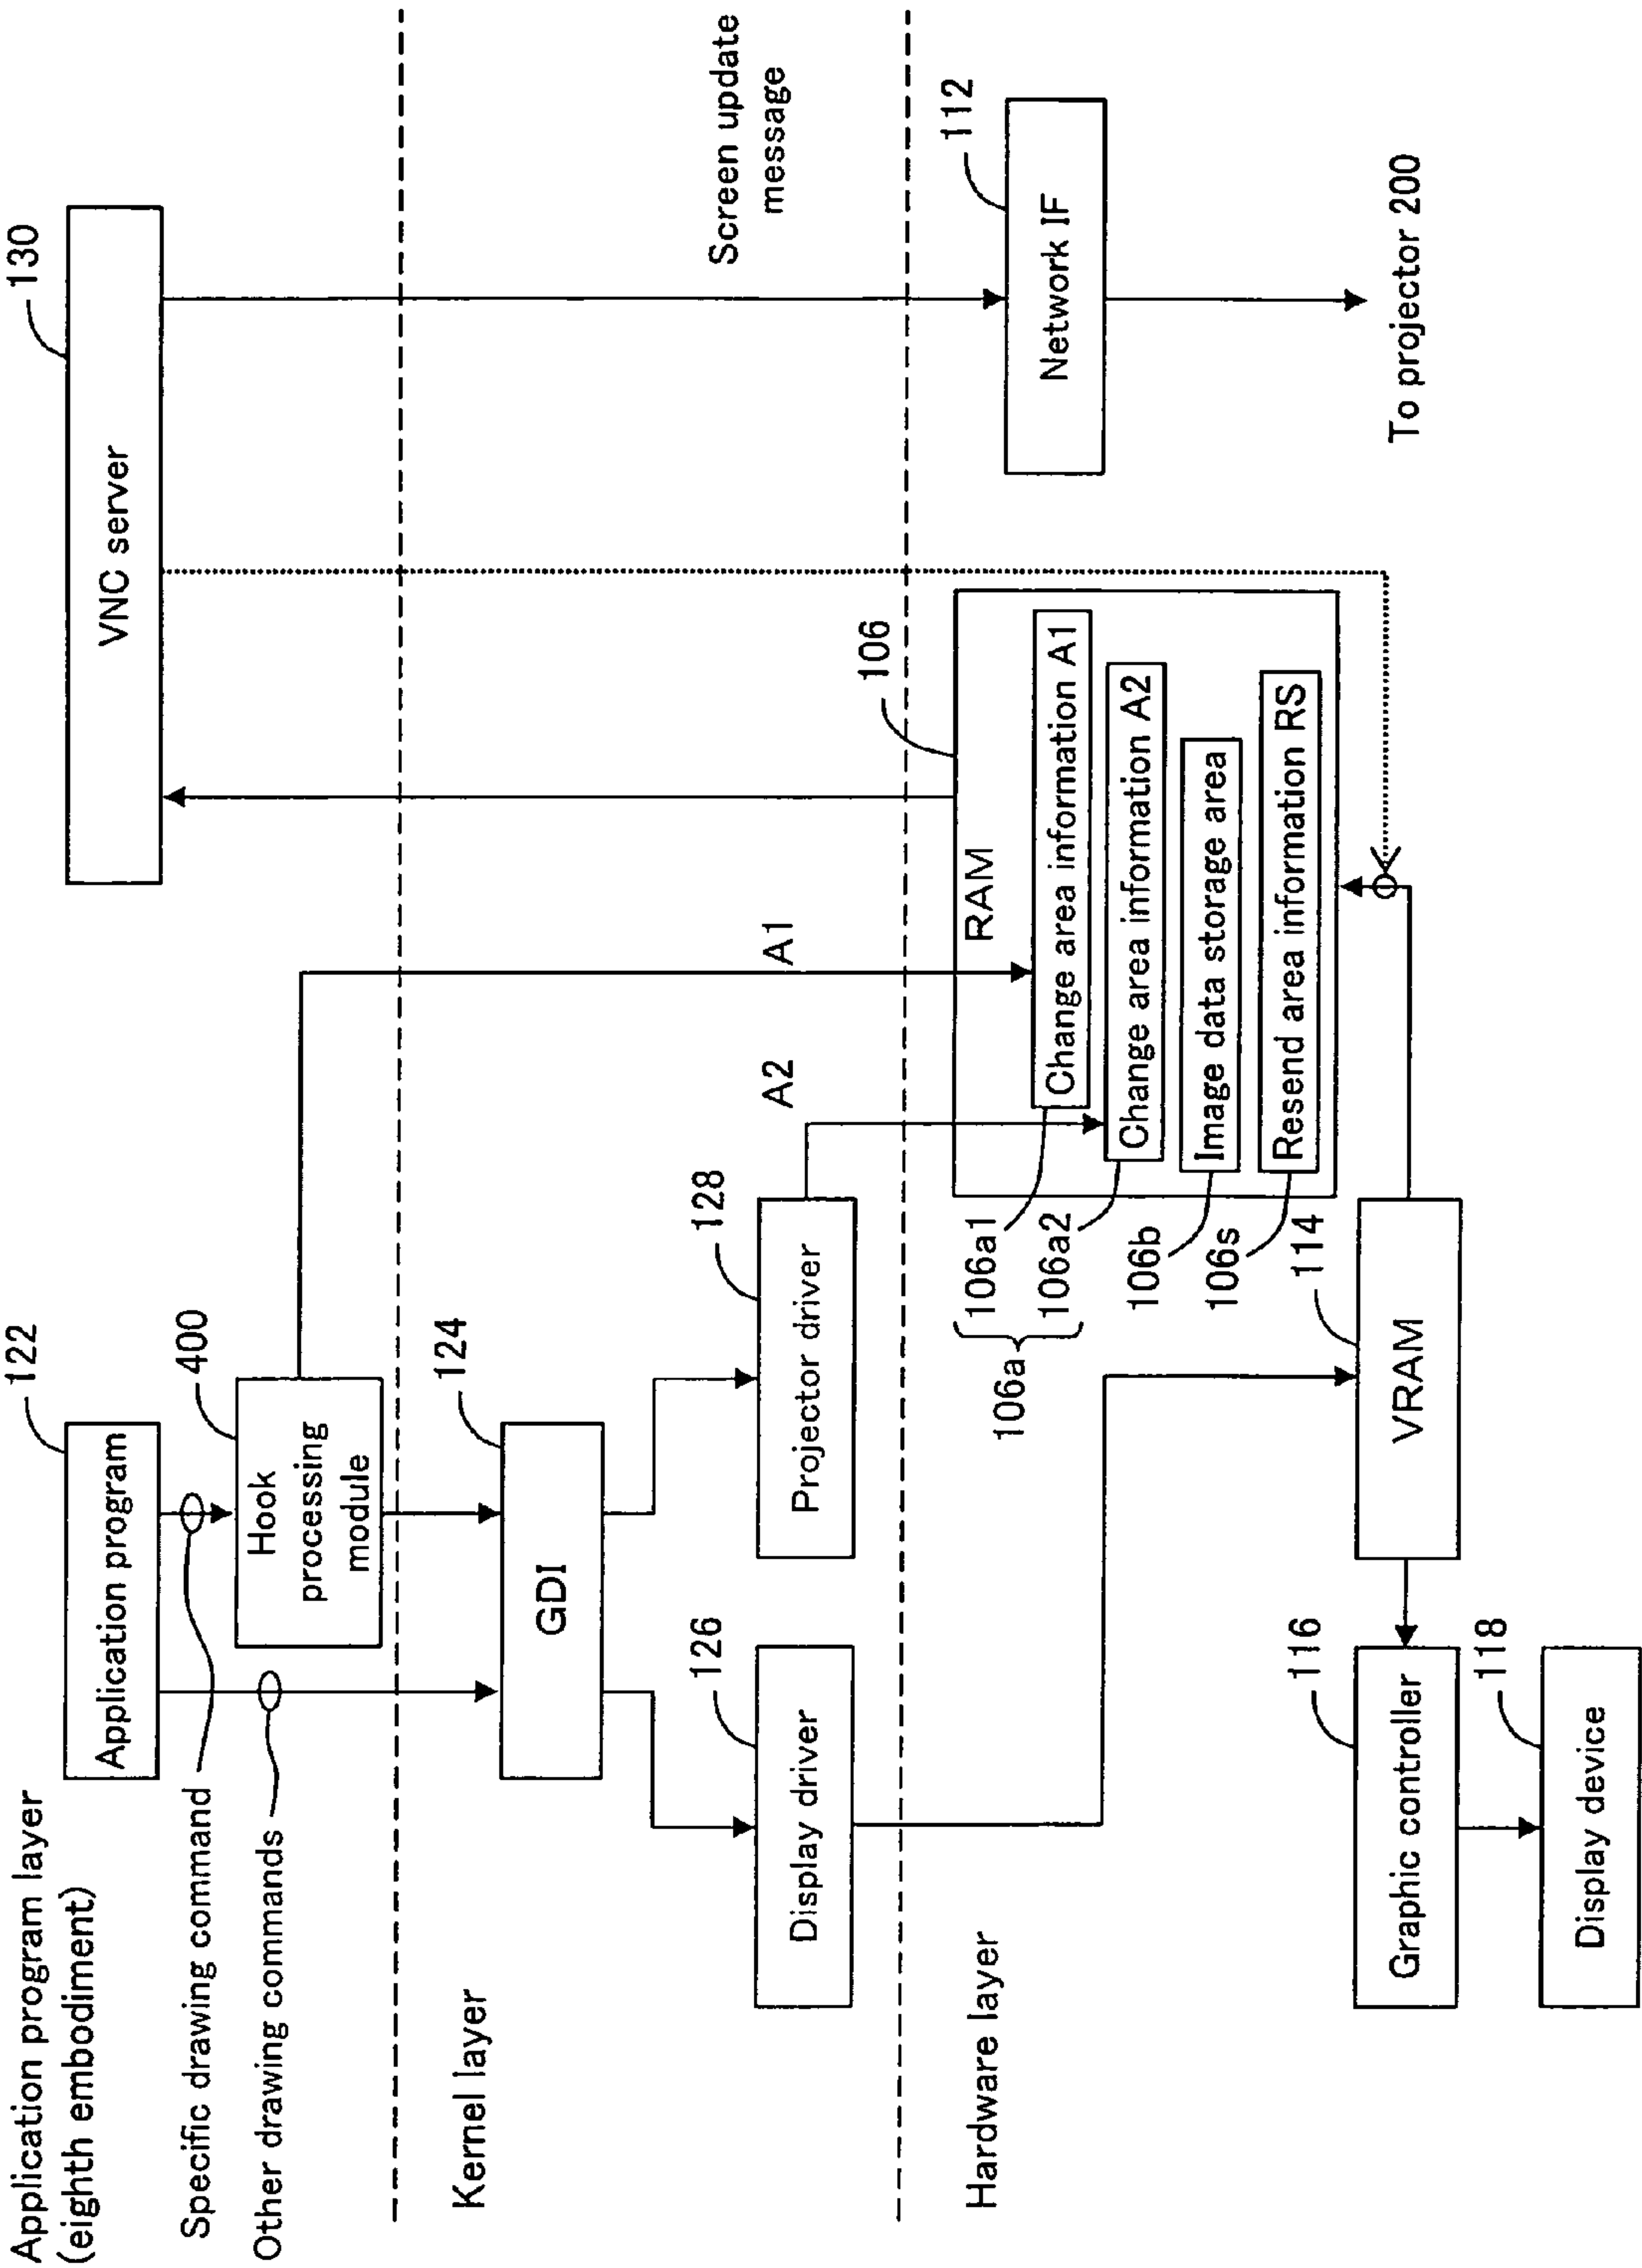 Application program layer
(eighth embodiment)
122
Application program
130
VNC server
Specific drawing command
400
Hook
processing
module
Other drawing commands
Kernel layer
124
GDI
126
Display driver
128
Projector driver
A2
A1
Screen update
message
Hardware layer
106
RAM
106a
106a1
Change area information A1
106a2
Change area information A2
106b
Image data storage area
106s
Resend area information RS
112
Network IF
To projector 200
114
VRAM
116
Graphic controller
118
Display device